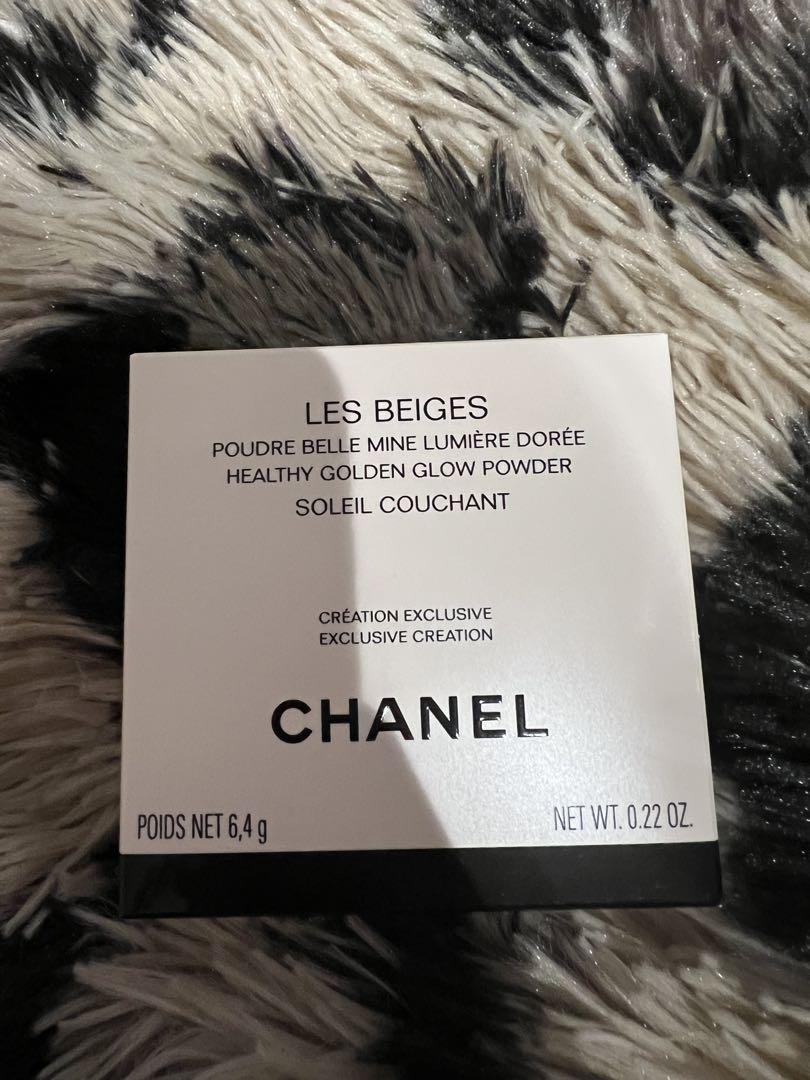 LES BEIGES
POUDRE BELLE MINE LUMIÈRE DORÉE
HEALTHY GOLDEN GLOW POWDER
SOLEIL COUCHANT
CRÉATION EXCLUSIVE
EXCLUSIVE CREATION
CHANEL
POIDS NET 6,4 g
NET WT. 0.22 OZ.